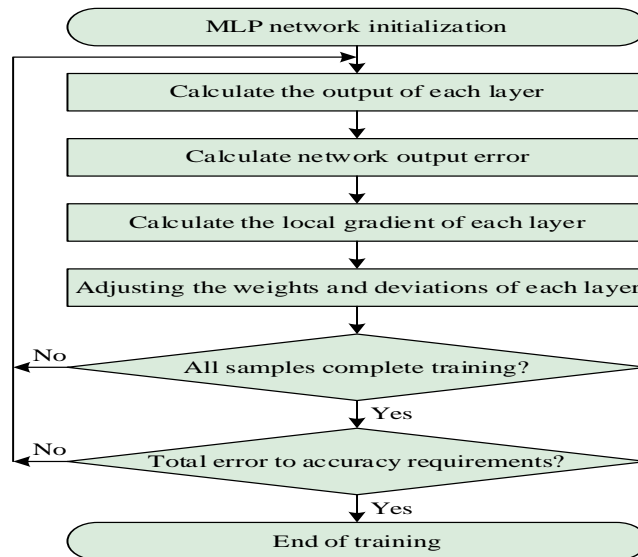 MLP network initialization
Calculate the output of each layer
Calculate network output error
Calculate the local gradient of each layer
Adjusting the weights and deviations of each layer
No
All samples complete training?
Yes
No
Total error to accuracy requirements?
Yes
End of training